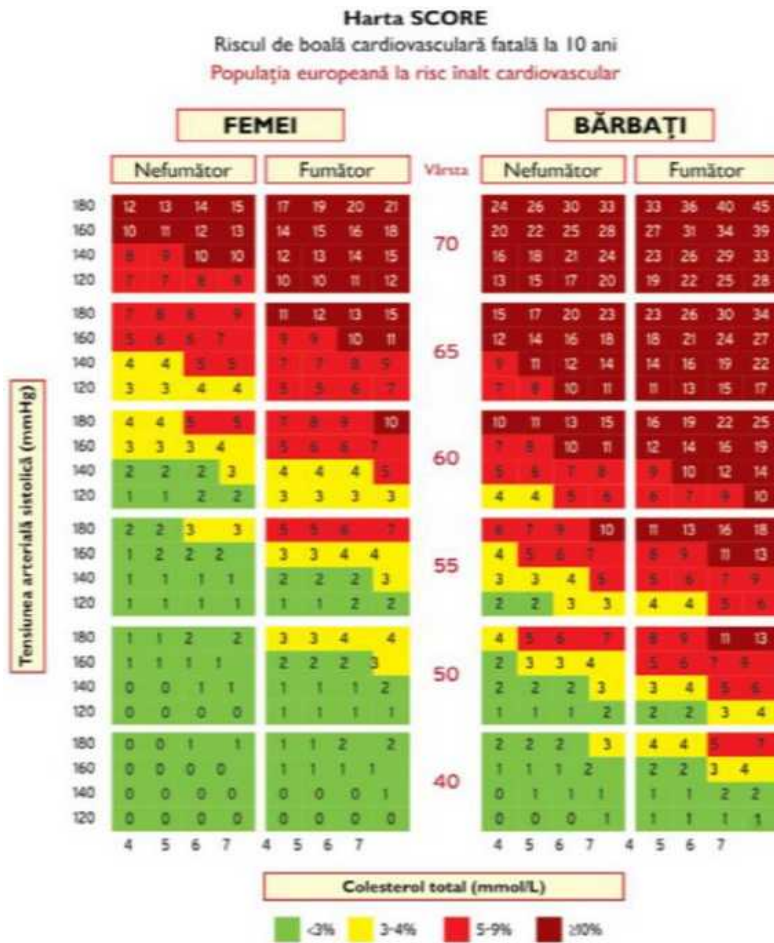 Harta SCORE
Riscul de boală cardiovasculară fatală la 10 ani
Populația europeană la risc înalt cardiovascular
FEMEI BĂRBAȚI
Nefumător Fumător Vârsta Nefumător Fumător
180 12 13 14 15 17 19 20 21 24 26 30 33 33 36 40 45
160 10 11 12 13 14 15 16 18 20 22 25 28 27 31 34 39
70
140 8 9 10 10 12 13 14 15 16 18 21 24 23 26 29 33
120 7 7 8 10 10 11 12 13 15 17 20 19 22 25 28
180 7 8 8 9 11 12 13 15 15 17 20 23 23 26 30 34
160 5 6 6 7 9 9 10 11 12 14 16 18 18 21 24 27
65
140 4 4 5 5 7 7 8 9 9 11 12 14 14 16 19 22
120 3 3 4 4 5 5 6 7 7 8 10 11 11 13 15 17
180 4 4 5 5 7 8 9 10 10 11 13 15 16 19 22 25
160 3 3 3 4 5 6 6 7 7 8 10 11 12 14 16 19
60
140 2 2 2 3 4 4 4 5 5 6 7 8 9 10 12 14
120 1 1 2 2 3 3 3 3 4 4 5 6 6 7 9 10
180 2 2 3 3 5 5 6 7 6 7 9 10 11 13 16 18
160 1 2 2 2 3 3 4 4 4 5 6 7 8 9 11 13
55
140 1 1 1 1 2 2 2 3 3 3 4 5 5 6 7 9
120 1 1 1 1 1 1 2 2 2 2 3 3 4 4 5 6
180 1 1 2 2 3 3 4 4 4 5 6 7 8 9 11 13
160 1 1 1 1 2 2 2 3 2 3 3 4 5 6 7
50
140 0 0 1 1 1 1 1 2 2 2 2 3 3 4 5 6
120 0 0 0 0 1 1 1 1 1 1 1 2 2 2 3 4
180 0 0 1 1 1 1 2 2 2 2 2 3 4 4 5 7
160 0 0 0 0 1 1 1 1 1 1 1 2 2 2 3 4
40
140 0 0 0 0 0 0 0 1 0 1 1 1 1 1 2 2
120 0 0 0 0 0 0 0 0 0 0 0 1 1 1 1 1
4 5 6 7 4 5 6 7 4 5 6 7 4 5 6 7
Tensiunea arterială sistolică (mmHg)
Colesterol total (mmol/L)
<3% 3-4% 5-9% ≥10%